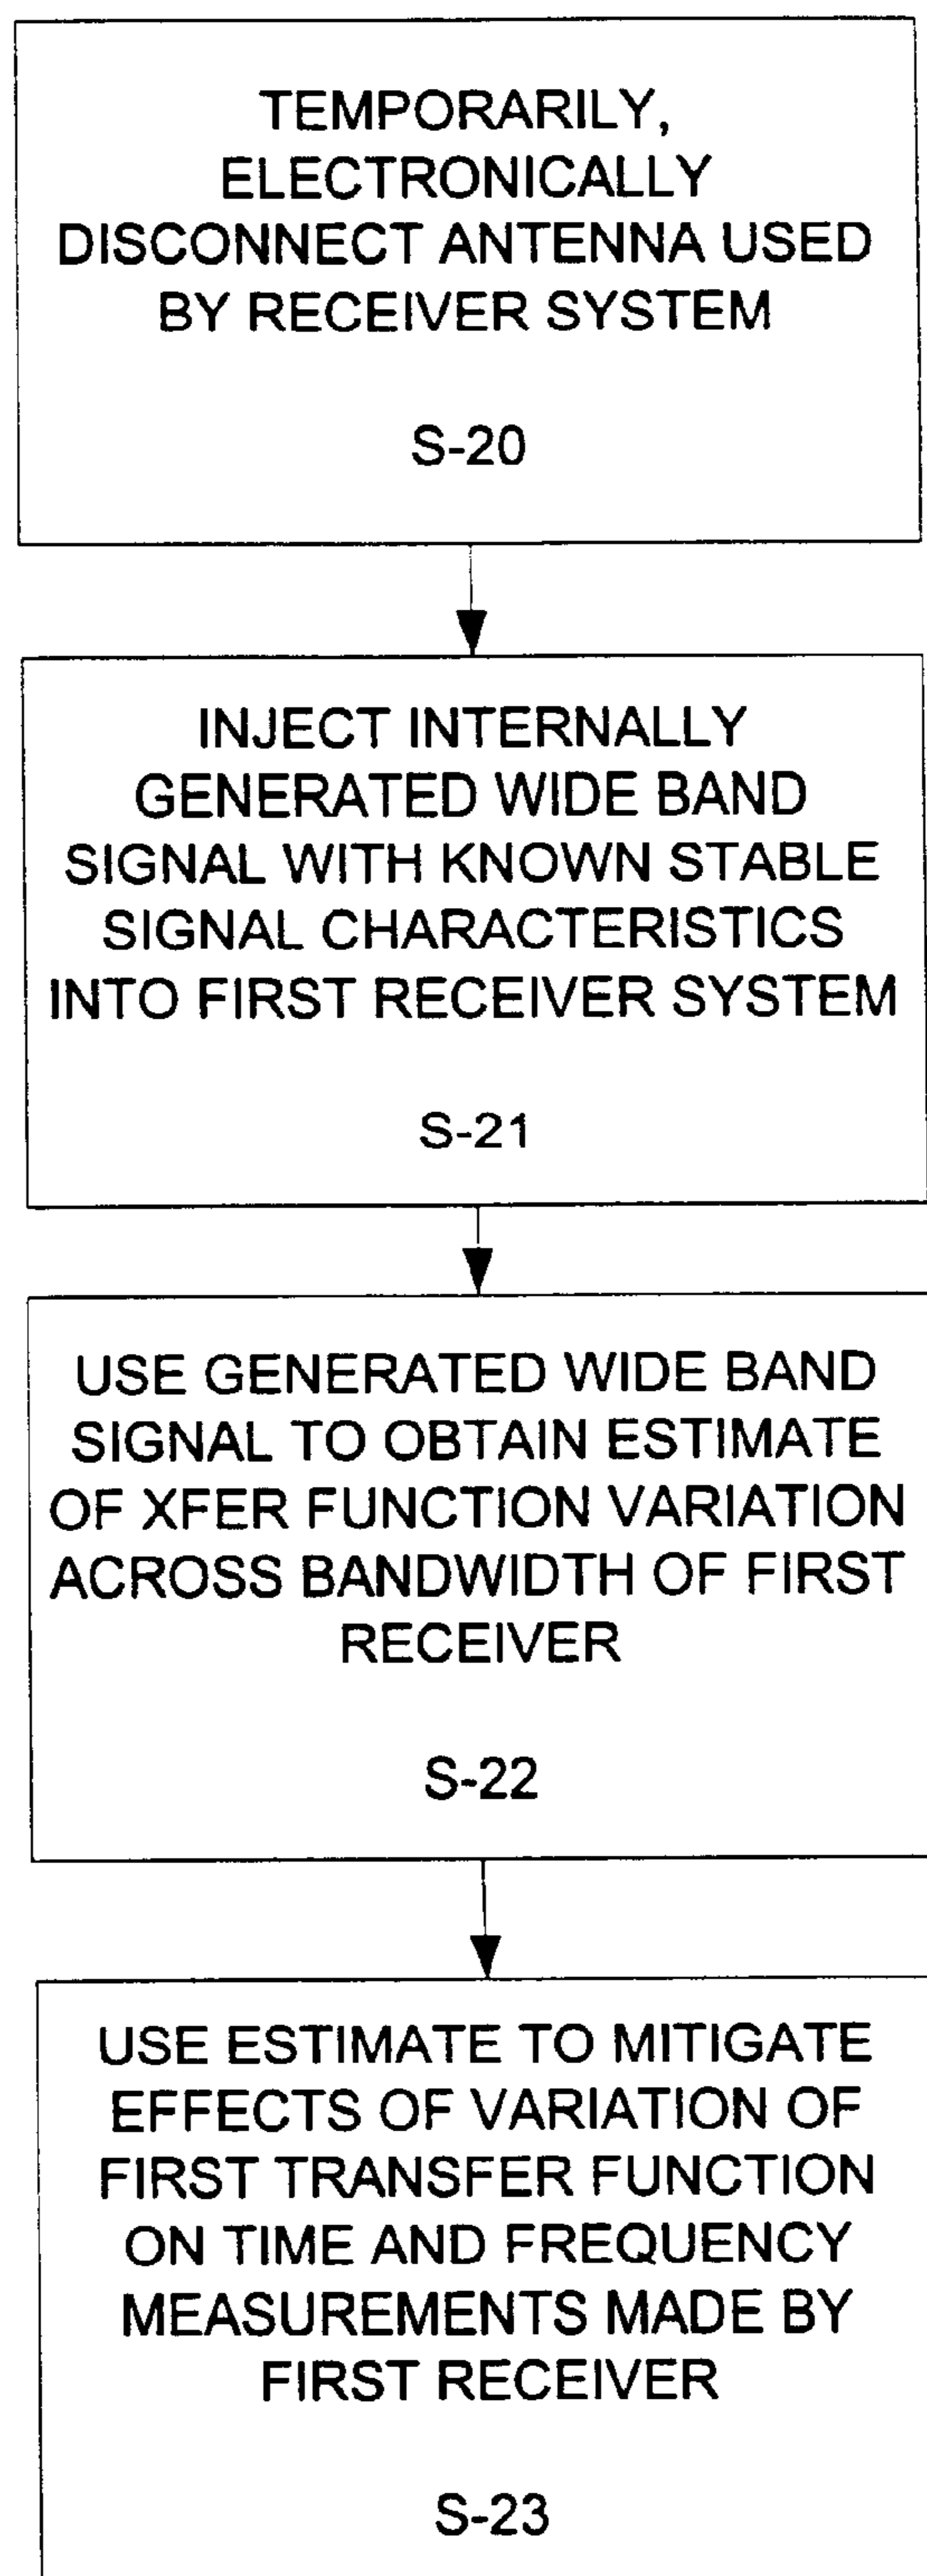 TEMPORARILY,
ELECTRONICALLY
DISCONNECT ANTENNA USED
BY RECEIVER SYSTEM
S-20
INJECT INTERNALLY
GENERATED WIDE BAND
SIGNAL WITH KNOWN STABLE
SIGNAL CHARACTERISTICS
INTO FIRST RECEIVER SYSTEM
S-21
USE GENERATED WIDE BAND
SIGNAL TO OBTAIN ESTIMATE
OF XFER FUNCTION VARIATION
ACROSS BANDWIDTH OF FIRST
RECEIVER
S-22
USE ESTIMATE TO MITIGATE
EFFECTS OF VARIATION OF
FIRST TRANSFER FUNCTION
ON TIME AND FREQUENCY
MEASUREMENTS MADE BY
FIRST RECEIVER
S-23